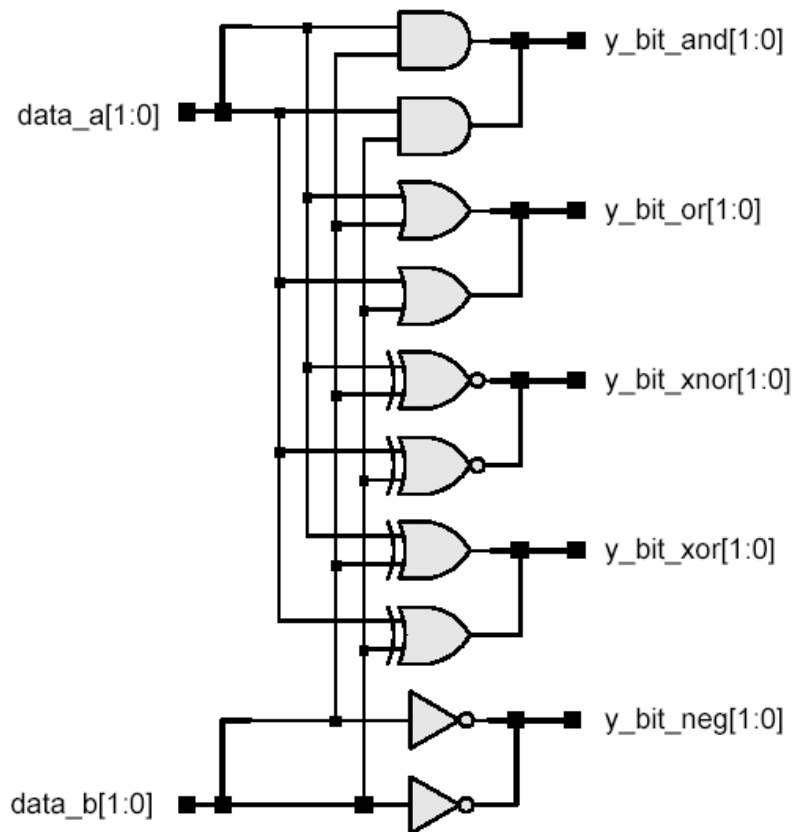 y_bit_and[1:0]
data_a[1:0]
y_bit_or[1:0]
y_bit_xnor[1:0]
y_bit_xor[1:0]
y_bit_neg[1:0]
data_b[1:0]